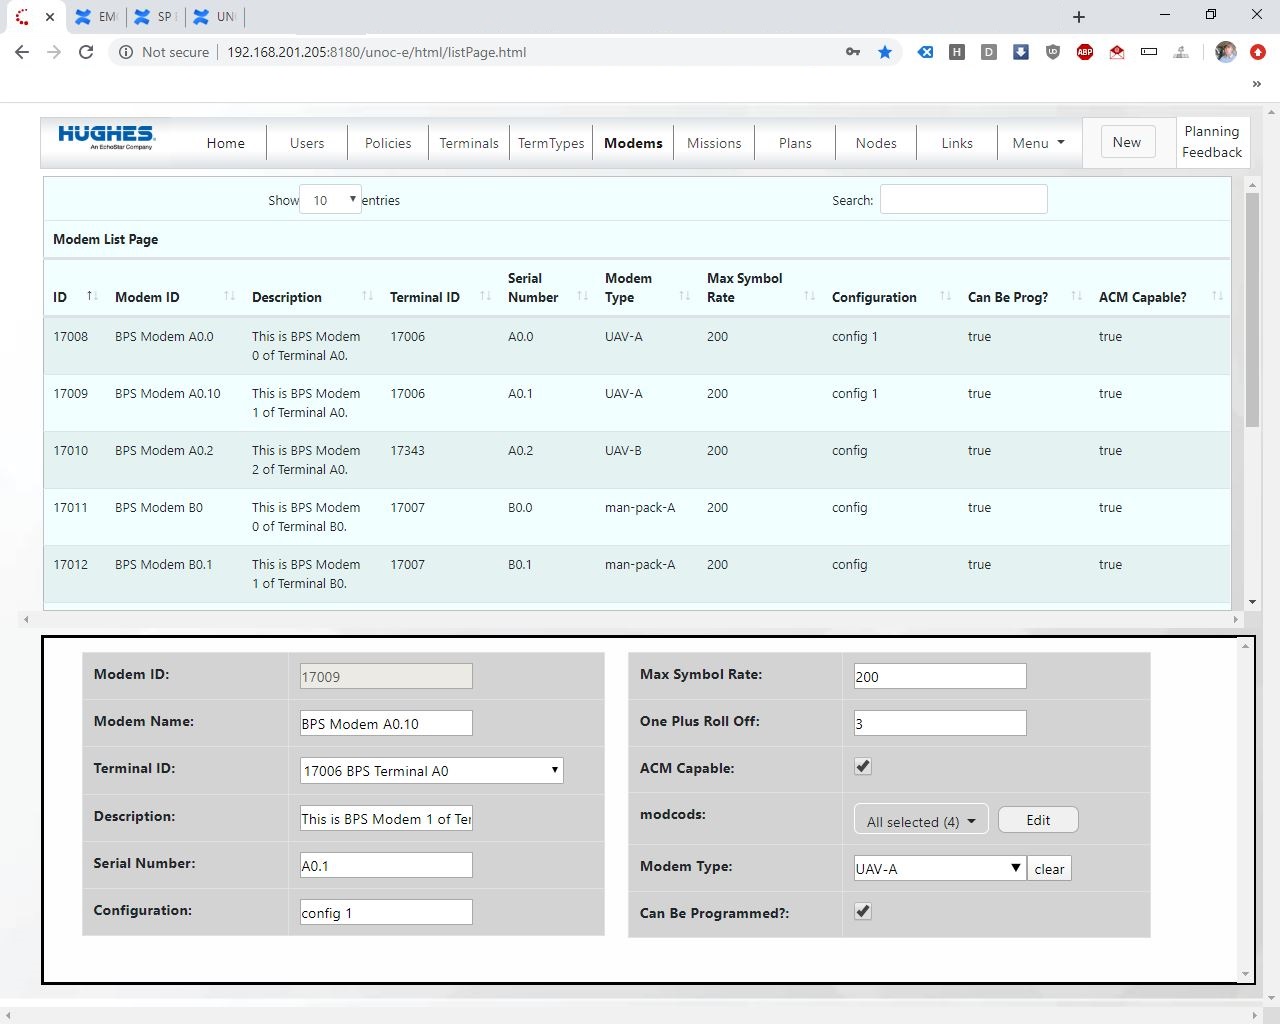 EM
SP
UN
Not secure
192.168.201.205:8180/unoc-e/html/listPage.html
H
D
ABP
HUGHES
An EchoStar Company
Home
Users
Policies
Terminals
TermTypes
Modems
Missions
Plans
Nodes
Links
Menu
New
Planning
Feedback
Show 10 entries
Search:
Modem List Page
ID
Modem ID
Description
Terminal ID
Serial
Number
Modem
Type
Max Symbol
Rate
Configuration
Can Be Prog?
ACM Capable?
17008 BPS Modem A0.0 This is BPS Modem 17006 A0.0 UAV-A 200 config 1 true true
0 of Terminal A0.
17009 BPS Modem A0.10 This is BPS Modem 17006 A0.1 UAV-A 200 config 1 true true
1 of Terminal A0.
17010 BPS Modem A0.2 This is BPS Modem 17343 A0.2 UAV-B 200 config true true
2 of Terminal A0.
17011 BPS Modem B0 This is BPS Modem 17007 B0.0 man-pack-A 200 config true true
0 of Terminal B0.
17012 BPS Modem B0.1 This is BPS Modem 17007 B0.1 man-pack-A 200 config true true
1 of Terminal B0.
Modem ID: 17009
Modem Name: BPS Modem A0.10
Terminal ID: 17006 BPS Terminal A0
Description: This is BPS Modem 1 of Ter
Serial Number: A0.1
Configuration: config 1
Max Symbol Rate: 200
One Plus Roll Off: 3
ACM Capable:
modcods: All selected (4) Edit
Modem Type: UAV-A clear
Can Be Programmed?: